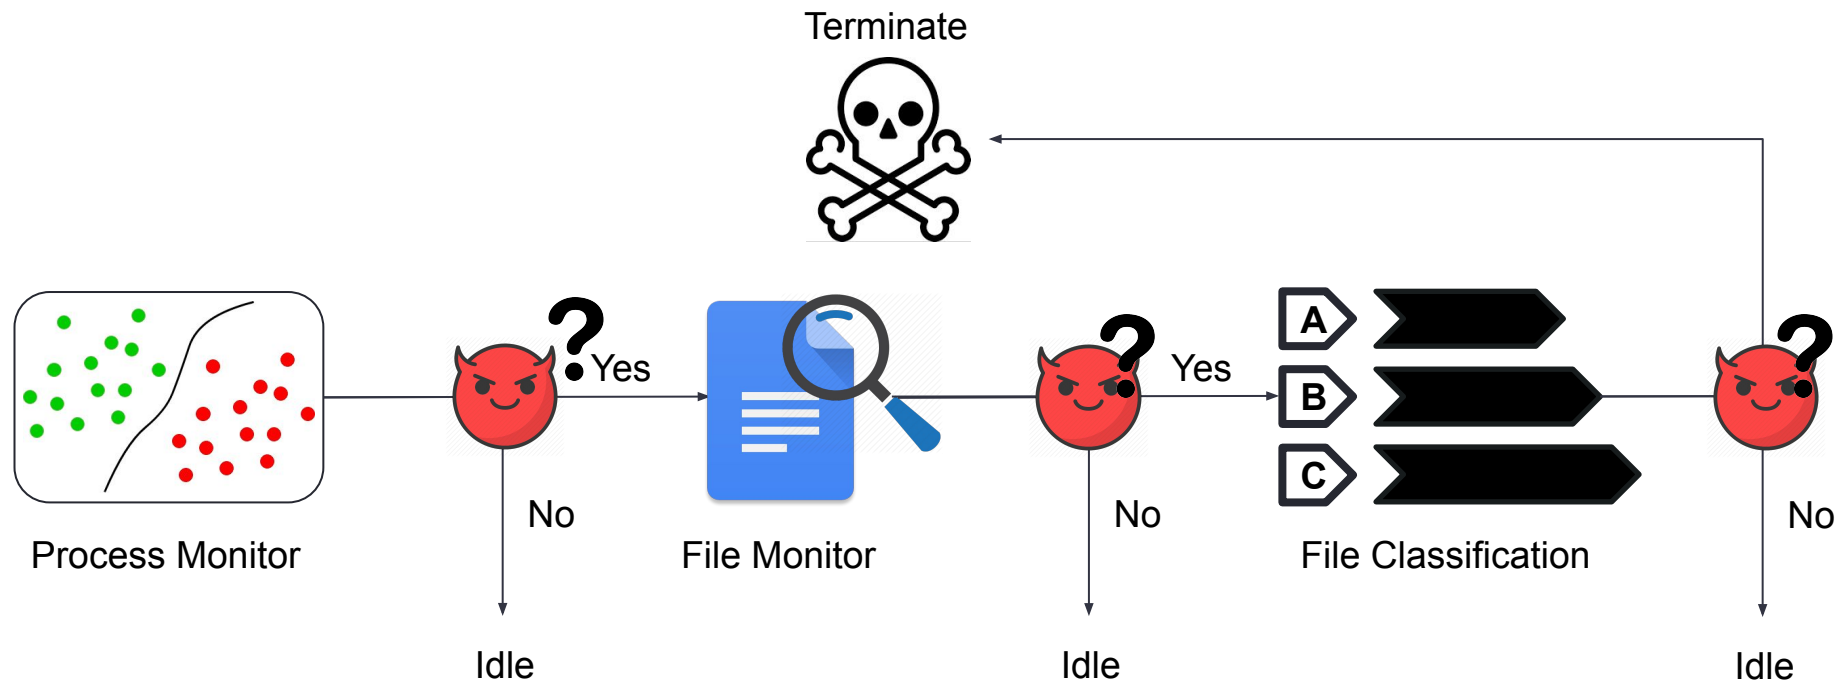 Terminate
?
Yes
?
Yes
?
A
B
C
No
No
No
Process Monitor
File Monitor
File Classification
Idle
Idle
Idle